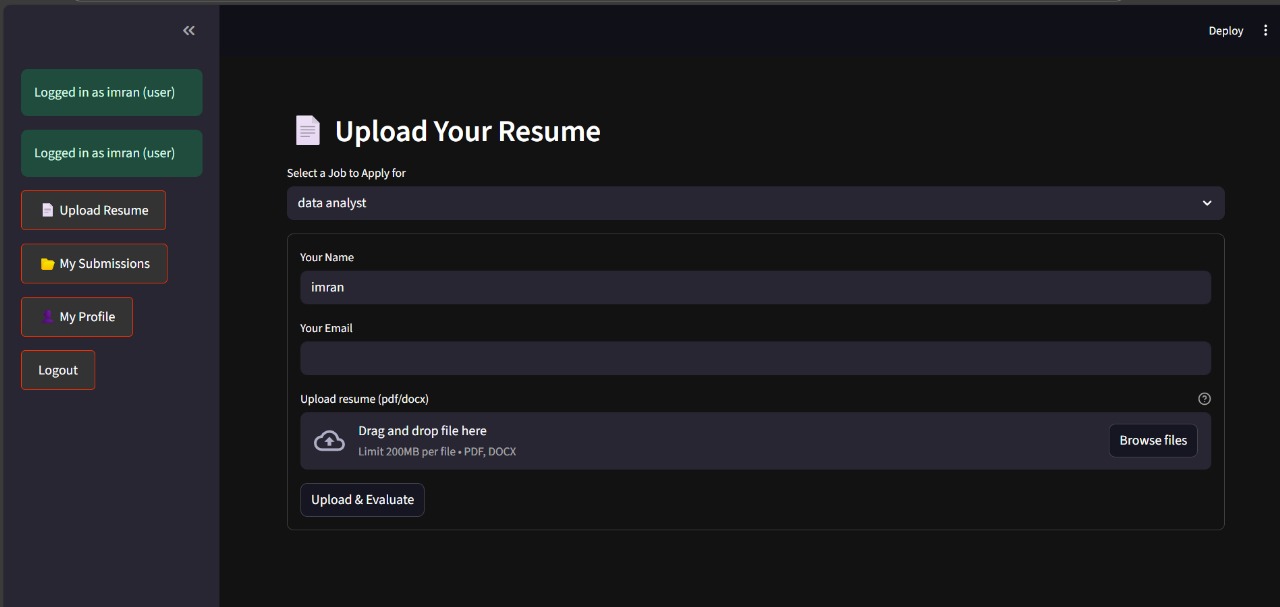 Deploy
Logged in as imran (user)
Logged in as imran (user)
Upload Resume
My Submissions
My Profile
Logout
Upload Your Resume
Select a Job to Apply for
data analyst
Your Name
imran
Your Email
Upload resume (pdf/docx)
Drag and drop file here
Limit 200MB per file • PDF, DOCX
Browse files
Upload & Evaluate